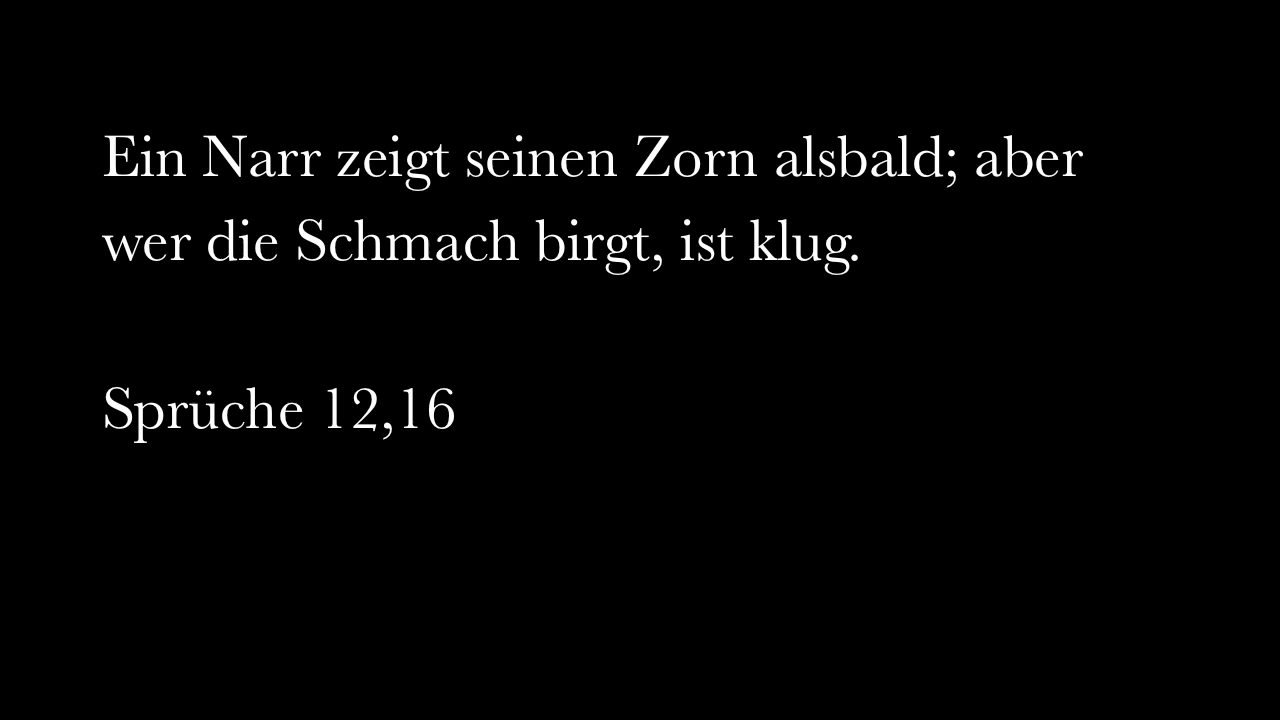 Ein Narr zeigt seinen Zorn alsbald; aber
wer die Schmach birgt, ist klug.
Sprüche 12,16